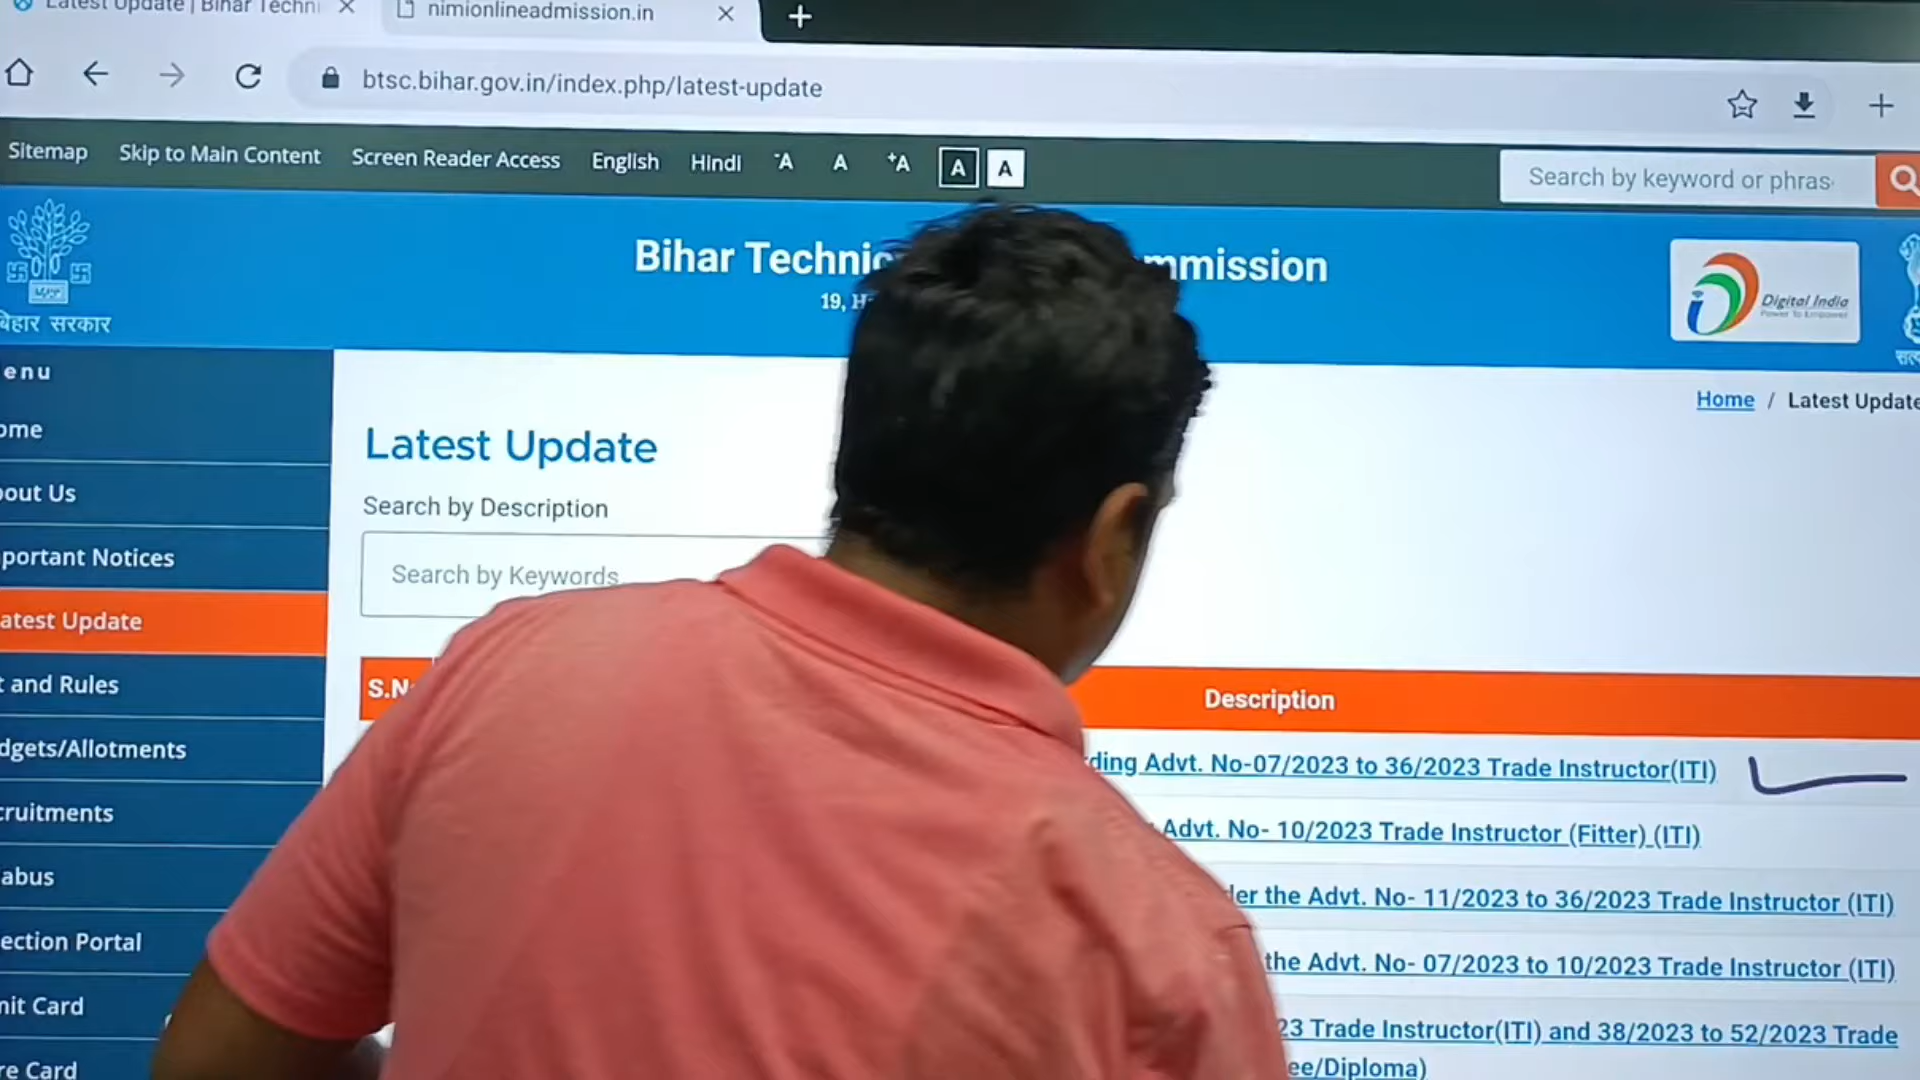 Latest Update | Bihar Techni
nimionlineadmission.in
btsc.bihar.gov.in/index.php/latest-update
Sitemap Skip to Main Content Screen Reader Access English Hindi -A A +A A A
Search by keyword or phras
Bihar Technic mmission
19, H
Digital India
Power To Empower
बिहार सरकार
enu
ome
out Us
portant Notices
atest Update
t and Rules
dgets/Allotments
cruitments
abus
ection Portal
mit Card
re Card
Home / Latest Update
Latest Update
Search by Description
Search by Keywords
S.N Description
ding Advt. No-07/2023 to 36/2023 Trade Instructor(ITI)
Advt. No- 10/2023 Trade Instructor (Fitter) (ITI)
der the Advt. No- 11/2023 to 36/2023 Trade Instructor (ITI)
the Advt. No- 07/2023 to 10/2023 Trade Instructor (ITI)
23 Trade Instructor(ITI) and 38/2023 to 52/2023 Trade
ee/Diploma)